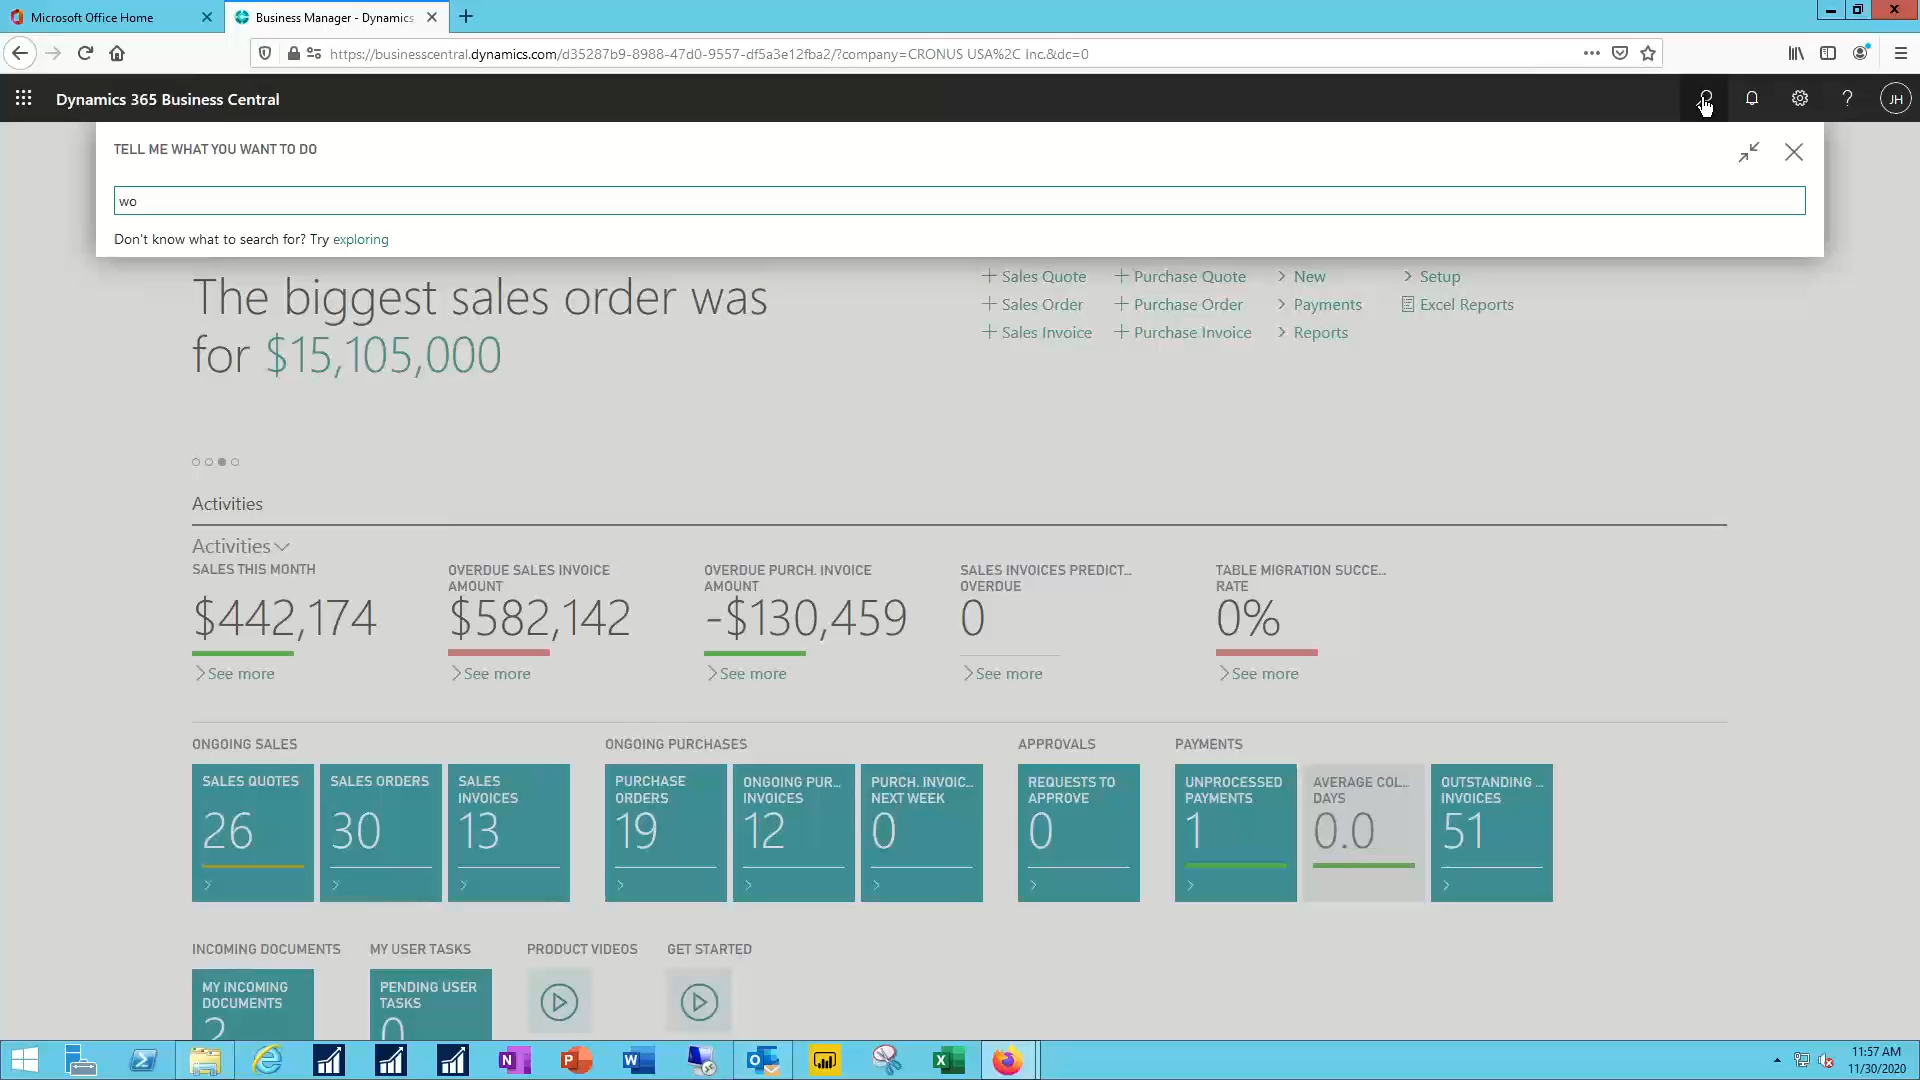 Microsoft Office Home
Business Manager - Dynamics
https://businesscentral.dynamics.com/d35287b9-8988-47d0-9557-df5a3e12fba2/?company=CRONUS USA%2C Inc.&dc=0
Dynamics 365 Business Central
JH
TELL ME WHAT YOU WANT TO DO
wo
Don't know what to search for? Try exploring
The biggest sales order was
for $15,105,000
+ Sales Quote
+ Purchase Quote
> New
> Setup
+ Sales Order
+ Purchase Order
> Payments
Excel Reports
+ Sales Invoice
+ Purchase Invoice
> Reports
Activities
Activities
SALES THIS MONTH
$442,174
>See more
OVERDUE SALES INVOICE
AMOUNT
$582,142
>See more
OVERDUE PURCH. INVOICE
AMOUNT
-$130,459
>See more
SALES INVOICES PREDICT...
OVERDUE
0
>See more
TABLE MIGRATION SUCCE...
RATE
0%
>See more
ONGOING SALES
SALES QUOTES
26
SALES ORDERS
30
SALES
INVOICES
13
ONGOING PURCHASES
PURCHASE
ORDERS
19
ONGOING PUR...
INVOICES
12
PURCH. INVOIC...
NEXT WEEK
0
APPROVALS
REQUESTS TO
APPROVE
0
PAYMENTS
UNPROCESSED
PAYMENTS
1
AVERAGE COL...
DAYS
0.0
OUTSTANDING ...
INVOICES
51
INCOMING DOCUMENTS
MY INCOMING
DOCUMENTS
2
MY USER TASKS
PENDING USER
TASKS
0
PRODUCT VIDEOS
GET STARTED
11:57 AM
11/30/2020